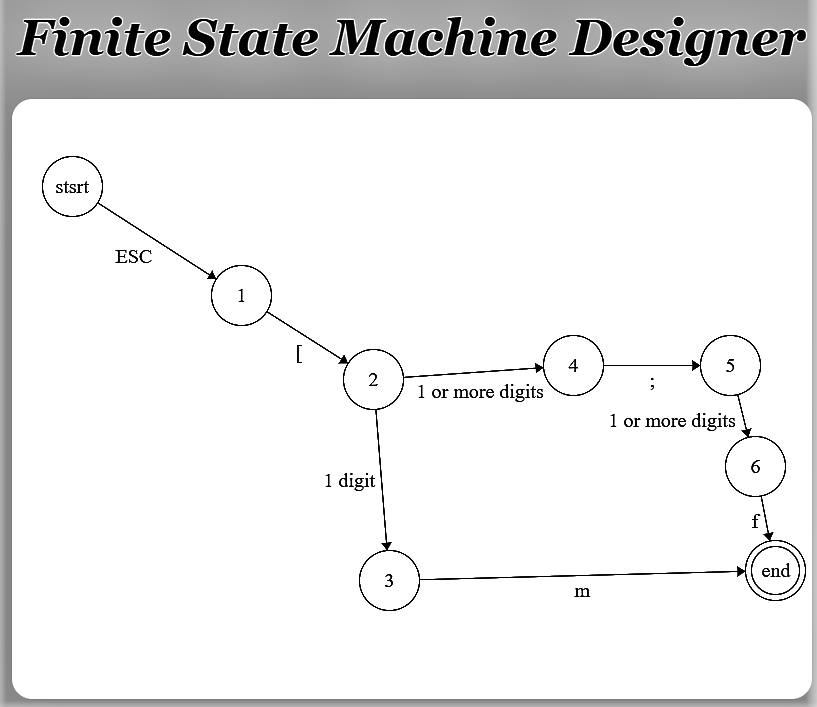 Finite State Machine Designer
stsrt
ESC
1
[
2
1 or more digits
4
;
5
1 or more digits
6
f
1 digit
3
m
end